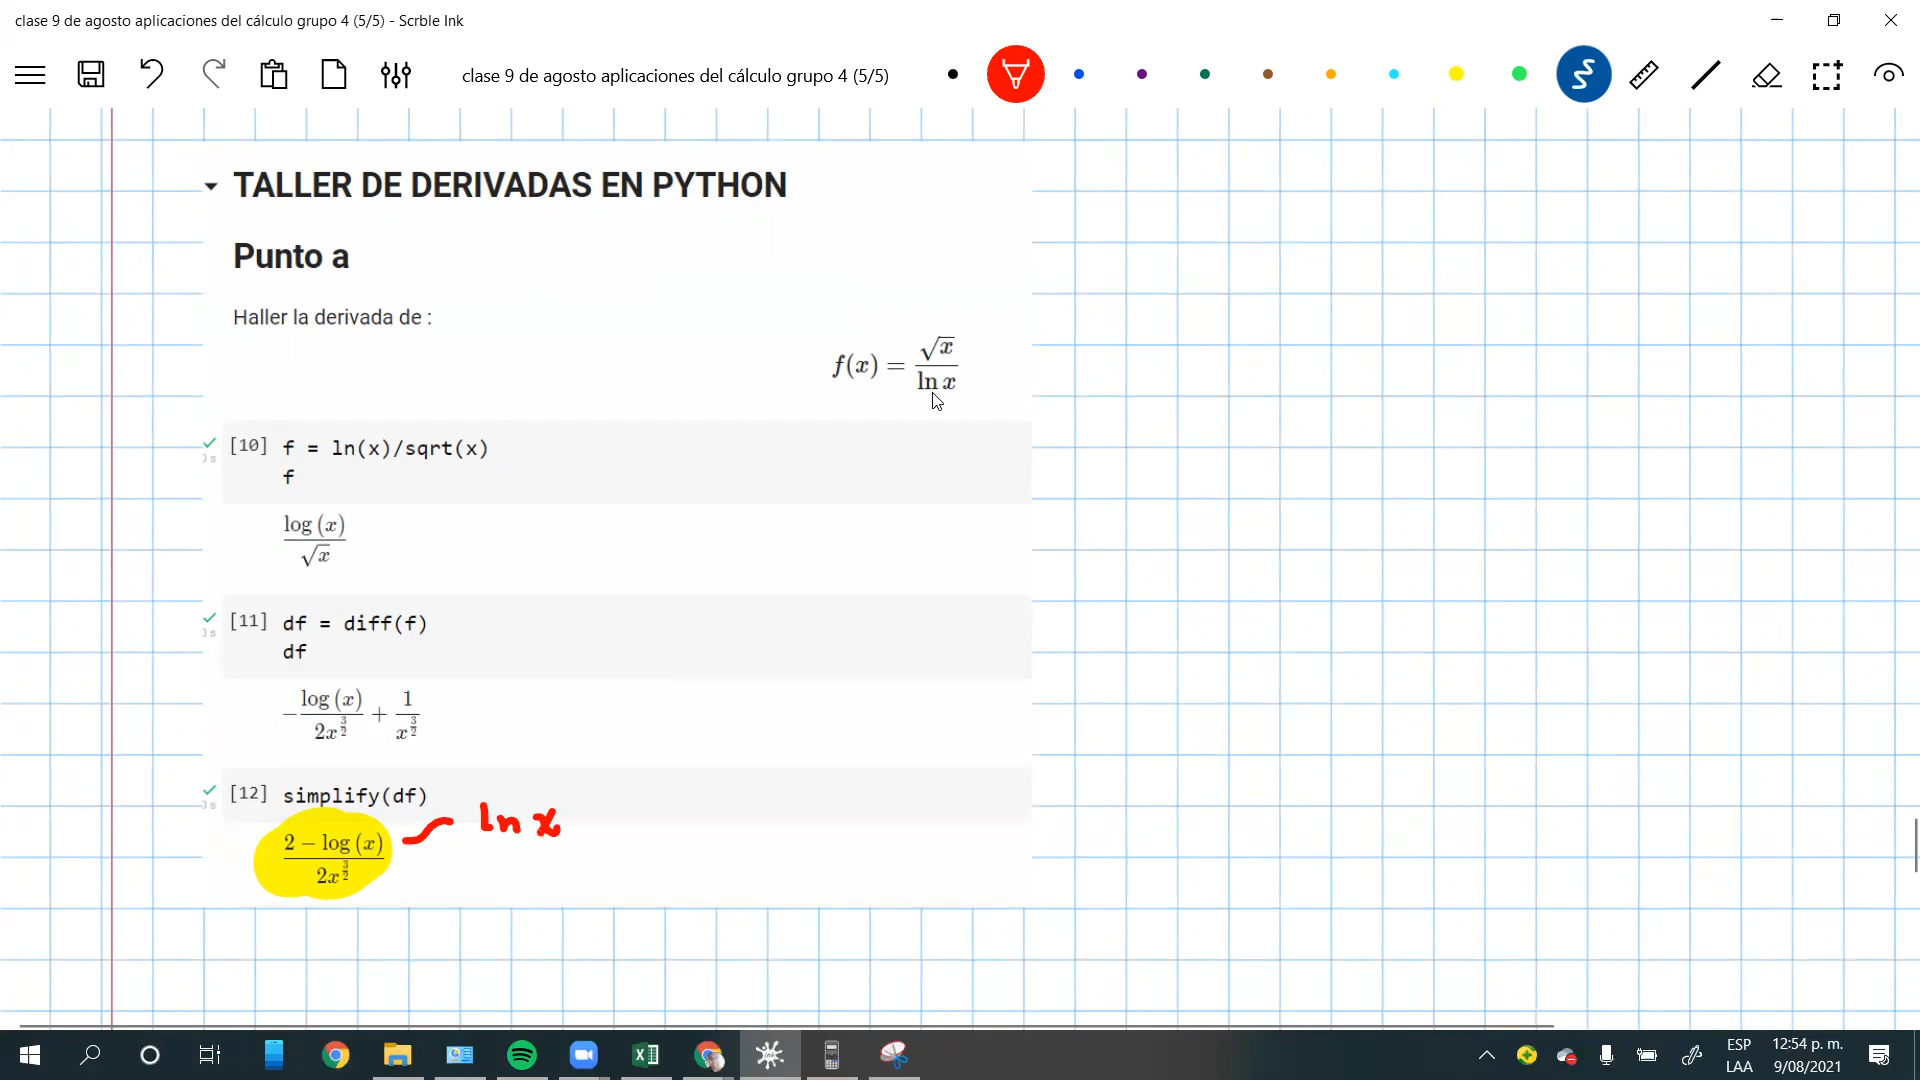 clase 9 de agosto aplicaciones del cálculo grupo 4 (5/5) - Scrble Ink
clase 9 de agosto aplicaciones del cálculo grupo 4 (5/5)
TALLER DE DERIVADAS EN PYTHON
Punto a
Haller la derivada de :
f(x) = √x / ln x
[10] f = ln(x)/sqrt(x)
f
log (x) / √x
[11] df = diff(f)
df
− log (x) / 2x^(3/2) + 1 / x^(3/2)
[12] simplify(df)
2 − log (x) / 2x^(3/2)
ln x
ESP 12:54 p. m.
LAA 9/08/2021